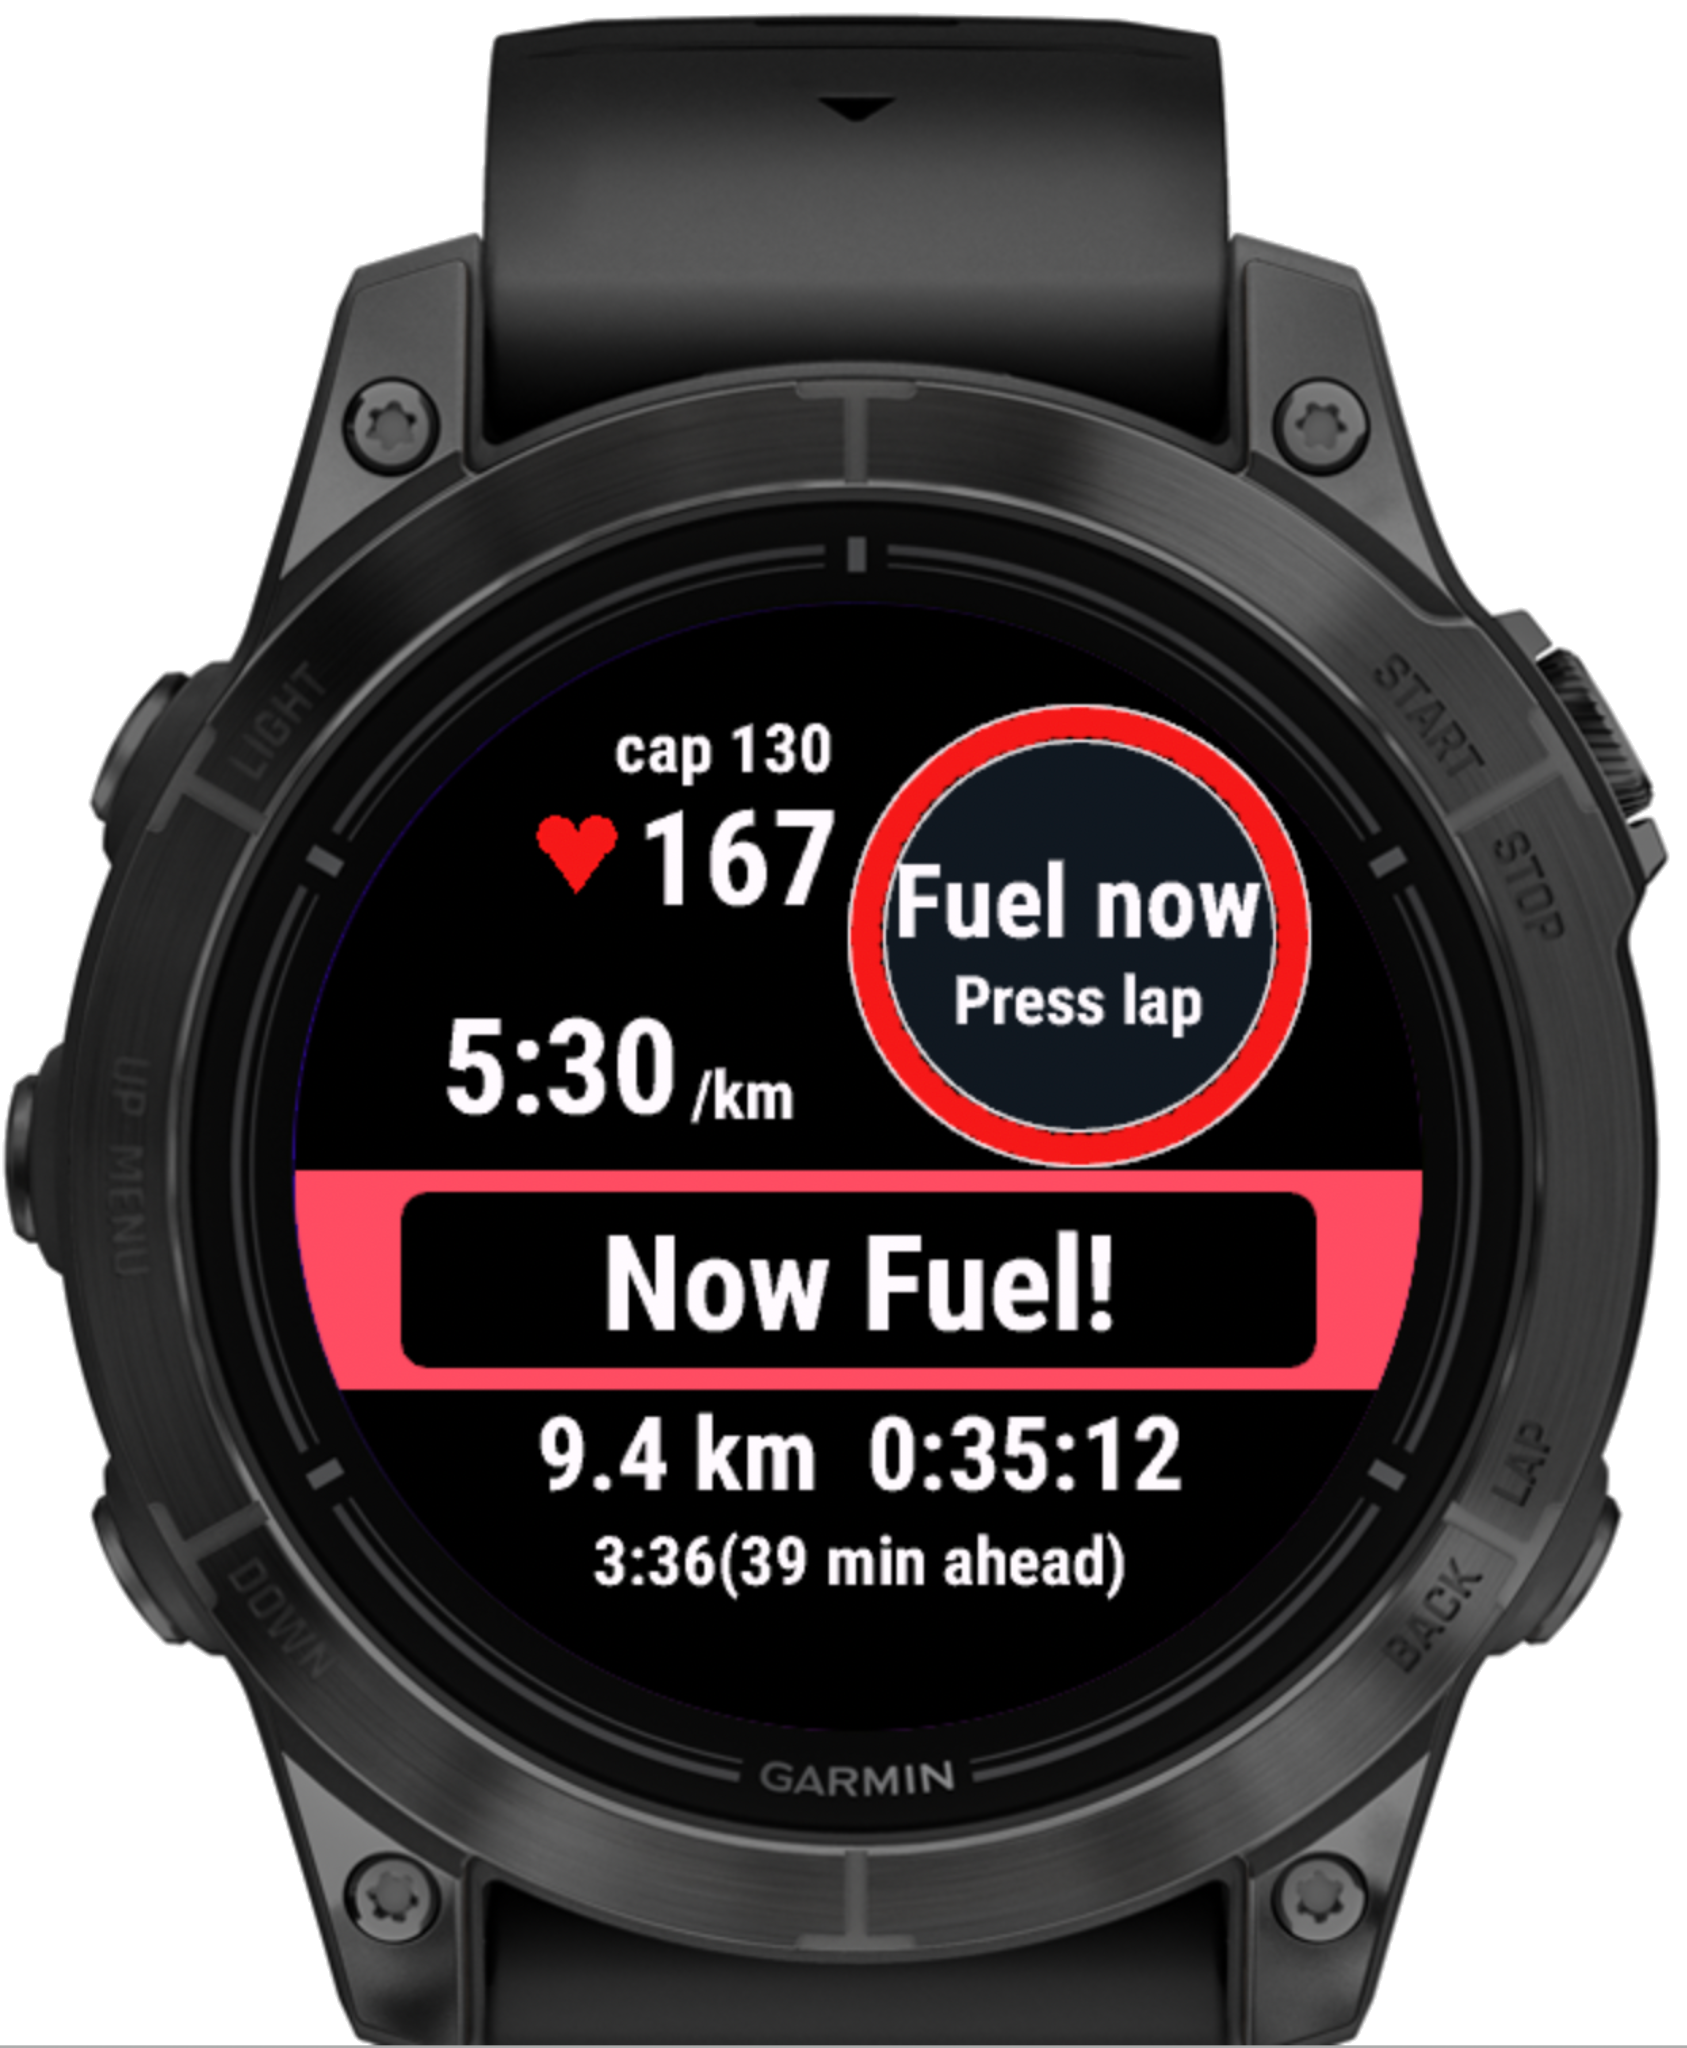 cap 130
167
5:30 /km
Fuel now
Press lap
Now Fuel!
9.4 km 0:35:12
3:36(39 min ahead)
LIGHT
START
STOP
UP MENU
DOWN
LAP
BACK
GARMIN